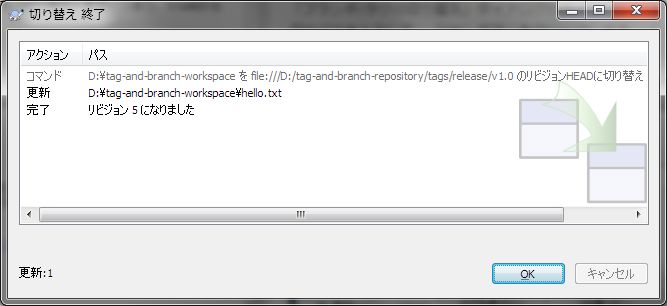 切り替え 終了
アクション パス
コマンド D:¥tag-and-branch-workspace を file:///D:/tag-and-branch-repository/tags/release/v1.0 のリビジョンHEADに切り替え
更新 D:¥tag-and-branch-workspace¥hello.txt
完了 リビジョン 5 になりました
更新:1
OK キャンセル